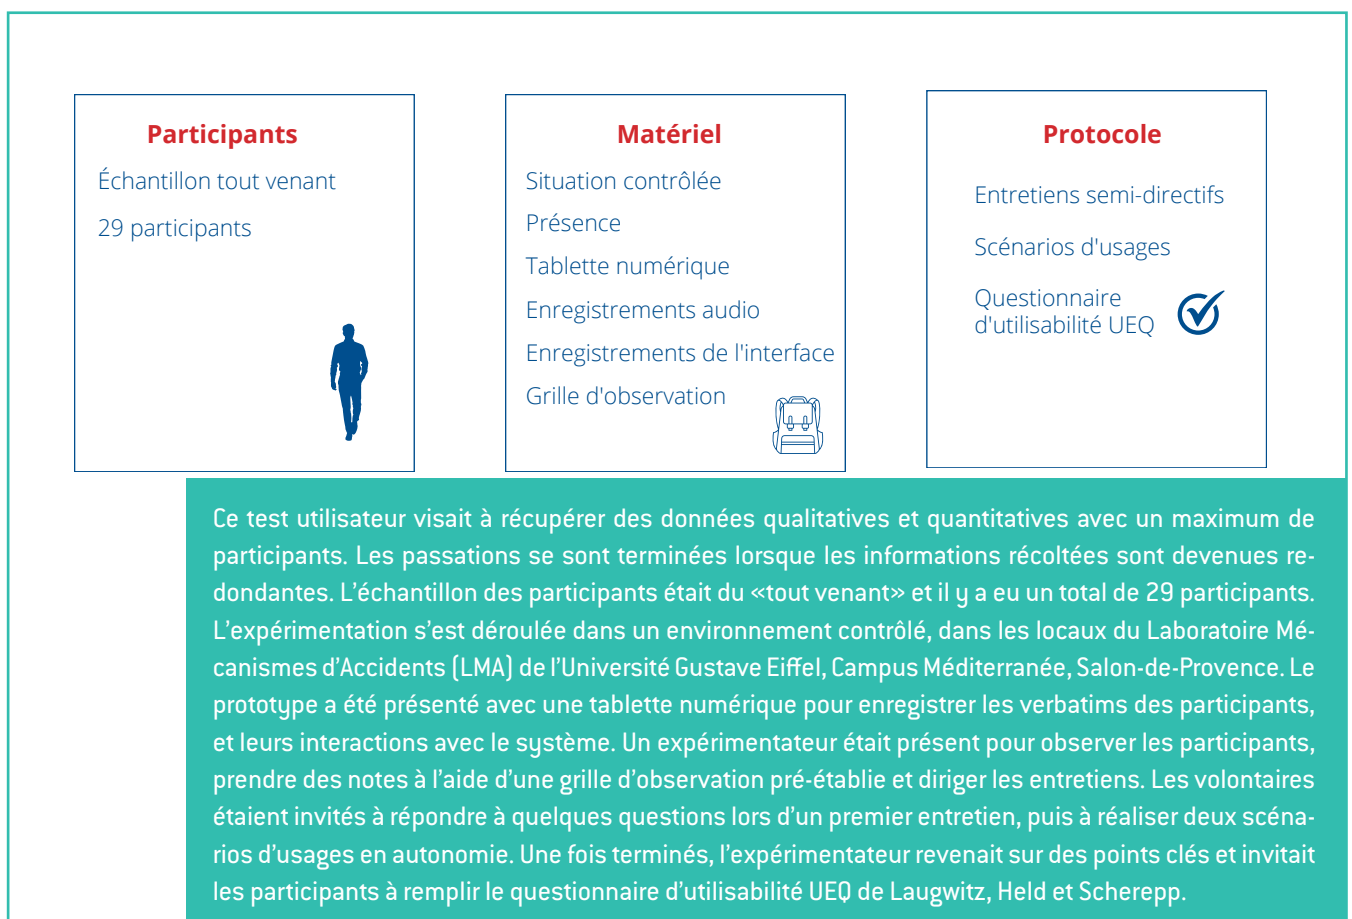 Participants
Échantillon tout venant
29 participants
Matériel
Situation contrôlée
Présence
Tablette numérique
Enregistrements audio
Enregistrements de l'interface
Grille d'observation
Protocole
Entretiens semi-directifs
Scénarios d'usages
Questionnaire
d'utilisabilité UEQ
Ce test utilisateur visait à récupérer des données qualitatives et quantitatives avec un maximum de
participants. Les passations se sont terminées lorsque les informations récoltées sont devenues re-
dondantes. L’échantillon des participants était du «tout venant» et il y a eu un total de 29 participants.
L’expérimentation s’est déroulée dans un environnement contrôlé, dans les locaux du Laboratoire Mé-
canismes d’Accidents (LMA) de l’Université Gustave Eiffel, Campus Méditerranée, Salon-de-Provence. Le
prototype a été présenté avec une tablette numérique pour enregistrer les verbatims des participants,
et leurs interactions avec le système. Un expérimentateur était présent pour observer les participants,
prendre des notes à l’aide d’une grille d’observation pré-établie et diriger les entretiens. Les volontaires
étaient invités à répondre à quelques questions lors d’un premier entretien, puis à réaliser deux scéna-
rios d’usages en autonomie. Une fois terminés, l’expérimentateur revenait sur des points clés et invitait
les participants à remplir le questionnaire d’utilisabilité UEQ de Laugwitz, Held et Scherepp.